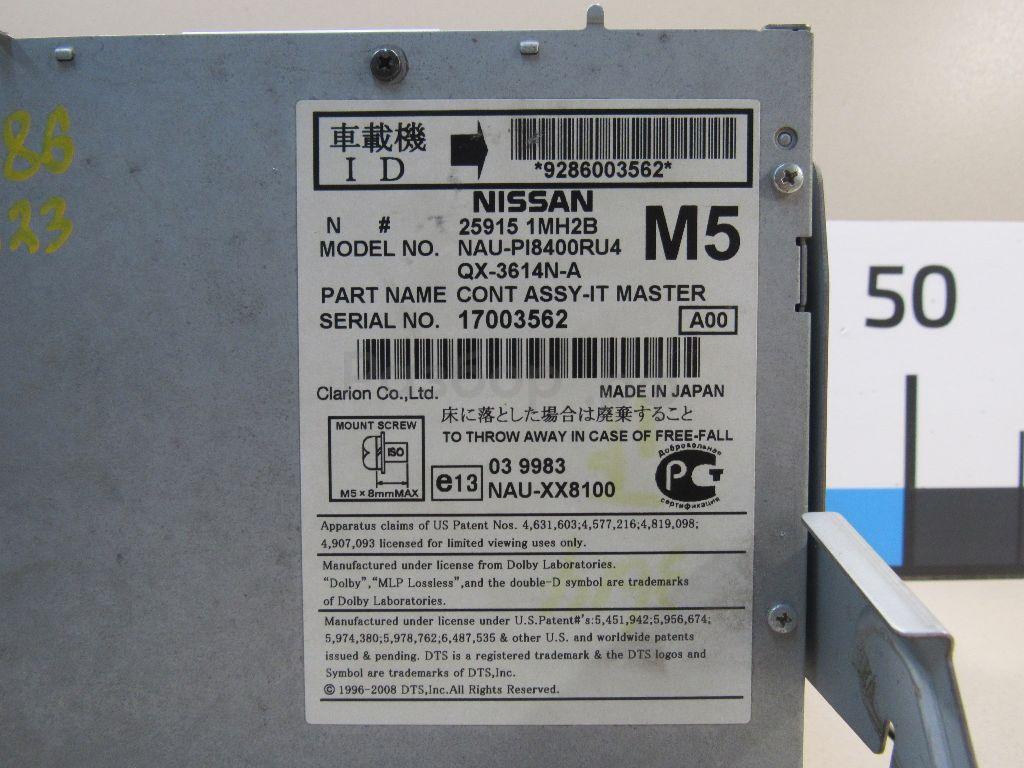 86
23
車載機
ID
*9286003562*
NISSAN
N # 25915 1MH2B
M5
MODEL NO. NAU-PI8400RU4
QX-3614N-A
PART NAME CONT ASSY-IT MASTER
SERIAL NO. 17003562 A00
Clarion Co.,Ltd. MADE IN JAPAN
床に落とした場合は廃棄すること
TO THROW AWAY IN CASE OF FREE-FALL
MOUNT SCREW
ISO
M5×8mmMAX
e13
03 9983
NAU-XX8100
Добровольная
РСТ
сертификация
Apparatus claims of US Patent Nos. 4,631,603;4,577,216;4,819,098;
4,907,093 licensed for limited viewing uses only.
Manufactured under license from Dolby Laboratories.
"Dolby","MLP Lossless",and the double-D symbol are trademarks
of Dolby Laboratories.
Manufactured under license under U.S.Patent#'s:5,451,942;5,956,674;
5,974,380;5,978,762;6,487,535 & other U.S. and worldwide patents
issued & pending. DTS is a registered trademark & the DTS logos and
Symbol are trademarks of DTS,Inc.
© 1996-2008 DTS,Inc.All Rights Reserved.
50